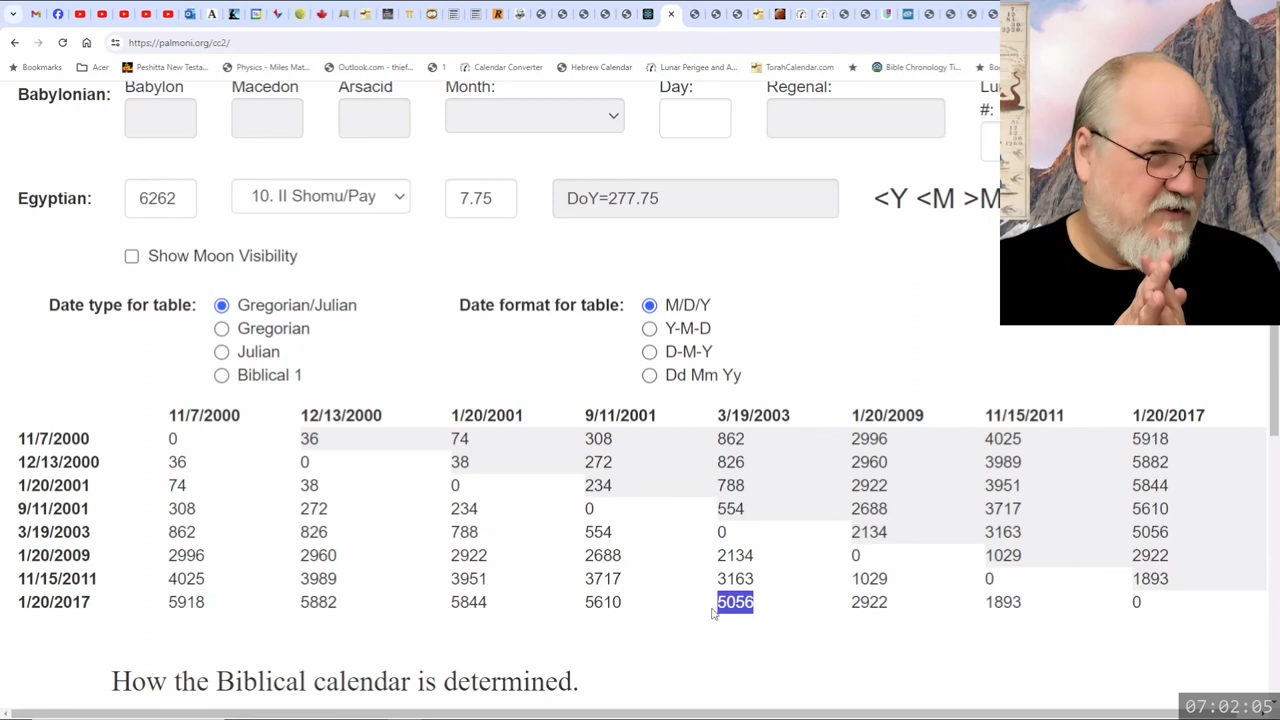 https://palmoni.org/cc2/
Bookmarks Acer Peshitta New Testa... Physics - Miles M... Outlook.com - thief... 1 Calendar Converter Hebrew Calendar Lunar Perigee and A... TorahCalendar.com Bible Chronology Ti...
Babylonian: Babylon Macedon Arsacid Month: Day: Regenal: Lu
#:
Egyptian: 6262 10. II Shomu/Pay 7.75 DoY=277.75 <Y <M >M
Show Moon Visibility
Date type for table: Gregorian/Julian Date format for table: M/D/Y
Gregorian Y-M-D
Julian D-M-Y
Biblical 1 Dd Mm Yy
11/7/2000 12/13/2000 1/20/2001 9/11/2001 3/19/2003 1/20/2009 11/15/2011 1/20/2017
11/7/2000 0 36 74 308 862 2996 4025 5918
12/13/2000 36 0 38 272 826 2960 3989 5882
1/20/2001 74 38 0 234 788 2922 3951 5844
9/11/2001 308 272 234 0 554 2688 3717 5610
3/19/2003 862 826 788 554 0 2134 3163 5056
1/20/2009 2996 2960 2922 2688 2134 0 1029 2922
11/15/2011 4025 3989 3951 3717 3163 1029 0 1893
1/20/2017 5918 5882 5844 5610 5056 2922 1893 0
How the Biblical calendar is determined.
07:02:05